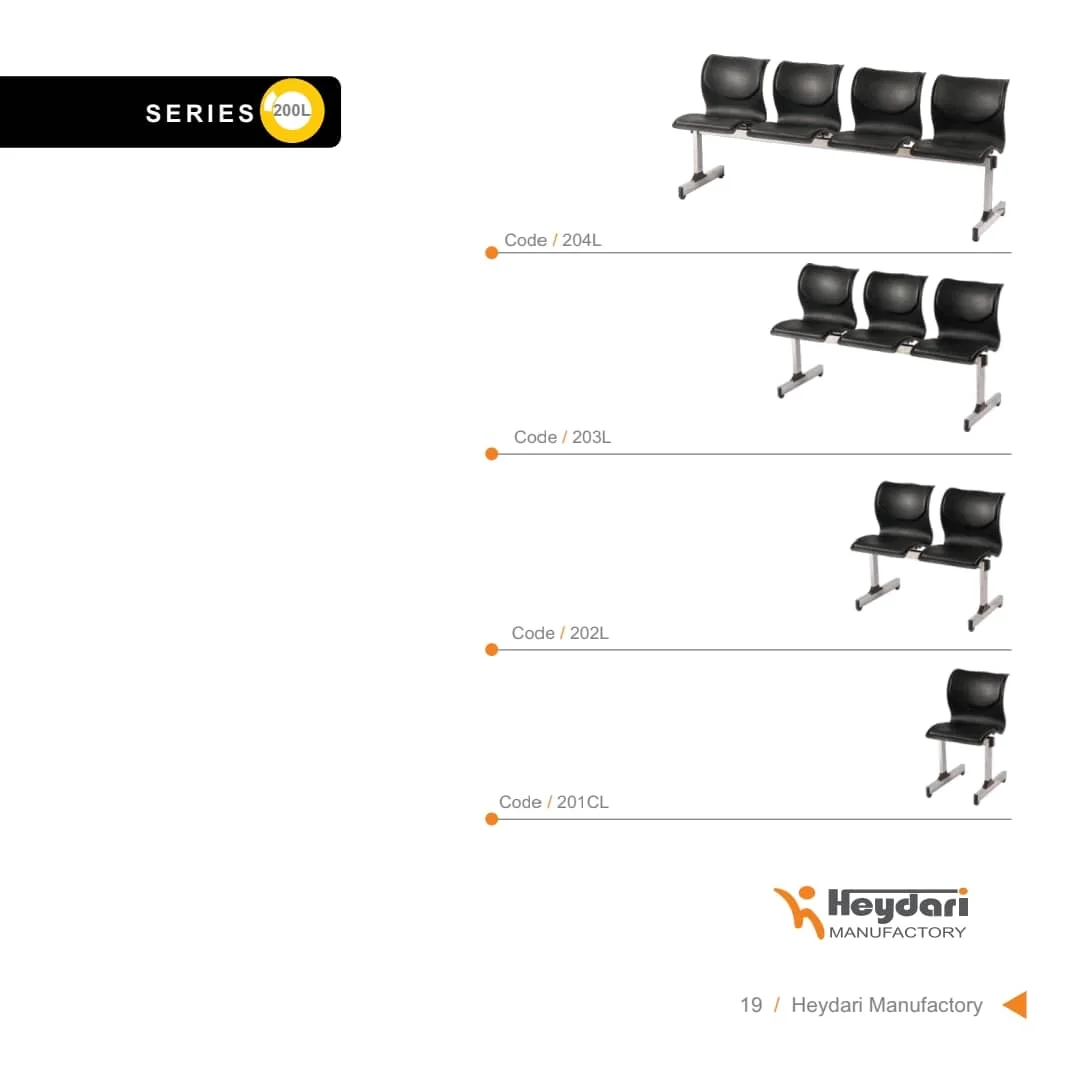 SERIES 200L
Code / 204L
Code / 203L
Code / 202L
Code / 201CL
Heydari
MANUFACTORY
19 / Heydari Manufactory